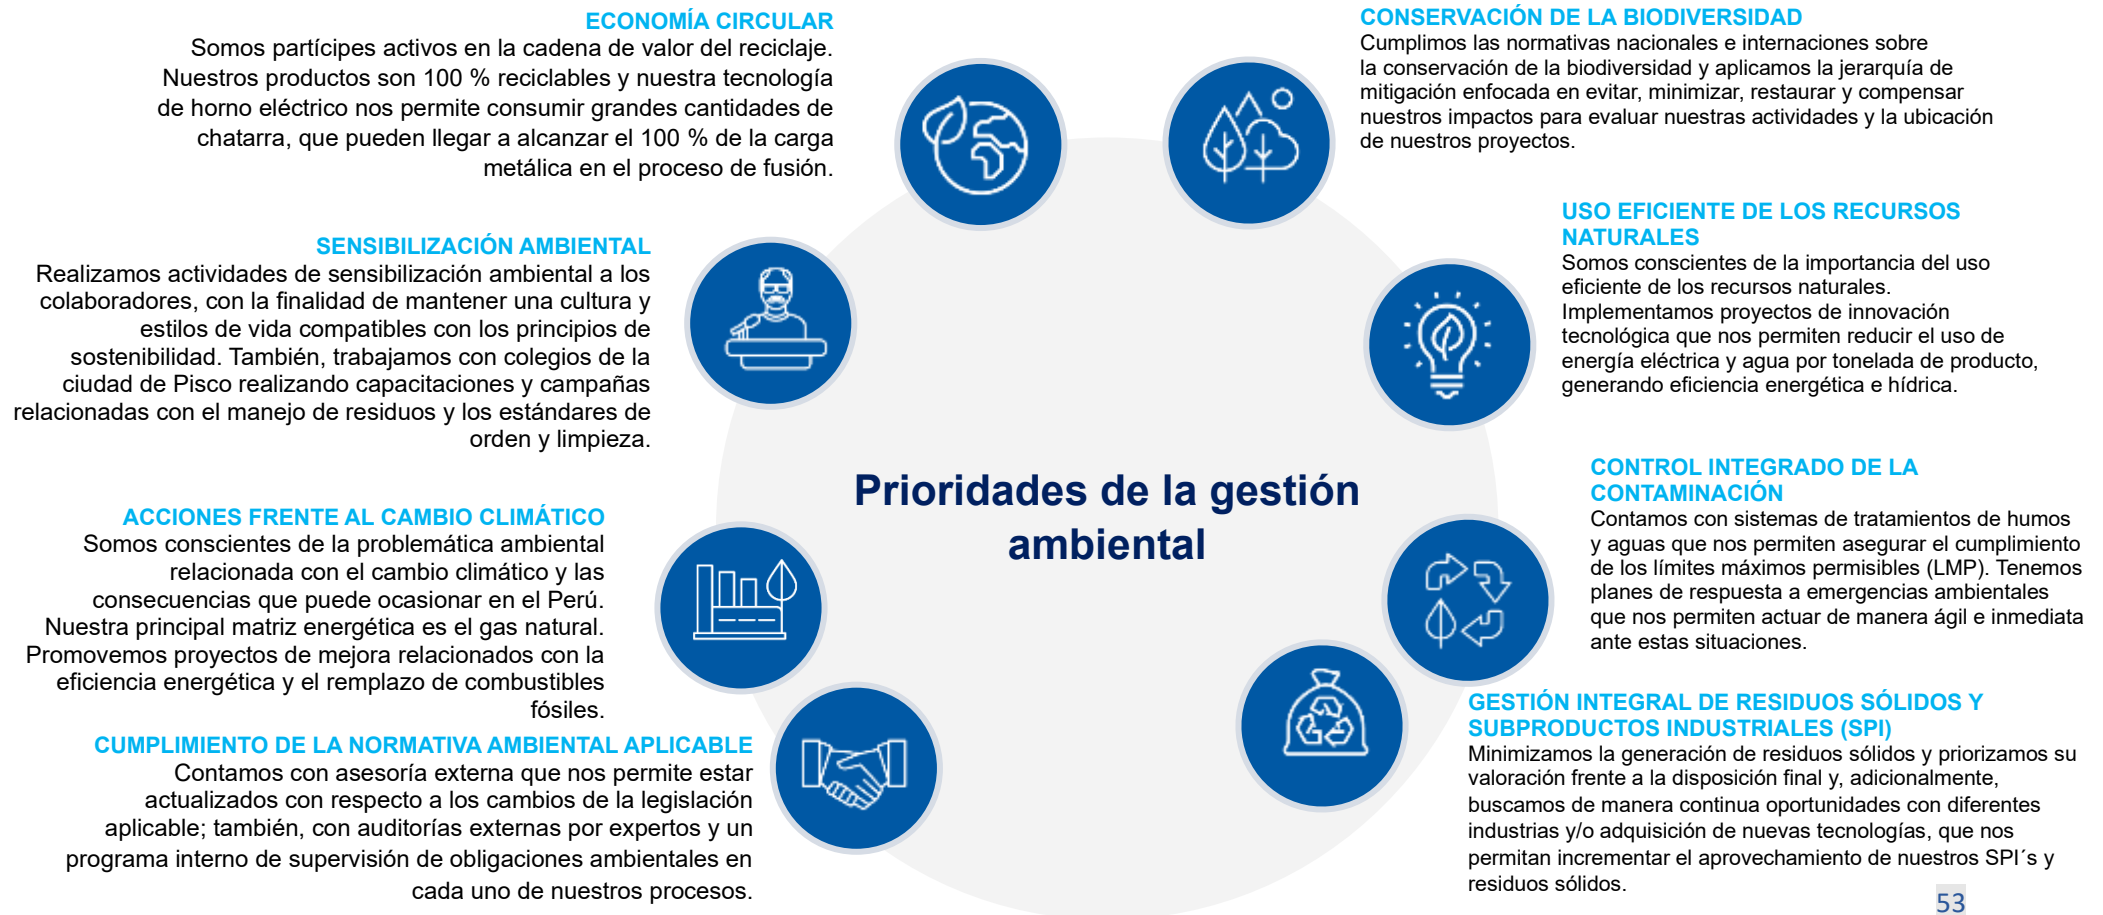 ECONOMÍA CIRCULAR
Somos partícipes activos en la cadena de valor del reciclaje.
Nuestros productos son 100 % reciclables y nuestra tecnología
de horno eléctrico nos permite consumir grandes cantidades de
chatarra, que pueden llegar a alcanzar el 100 % de la carga
metálica en el proceso de fusión.
SENSIBILIZACIÓN AMBIENTAL
Realizamos actividades de sensibilización ambiental a los
colaboradores, con la finalidad de mantener una cultura y
estilos de vida compatibles con los principios de
sostenibilidad. También, trabajamos con colegios de la
ciudad de Pisco realizando capacitaciones y campañas
relacionadas con el manejo de residuos y los estándares de
orden y limpieza.
ACCIONES FRENTE AL CAMBIO CLIMÁTICO
Somos conscientes de la problemática ambiental
relacionada con el cambio climático y las
consecuencias que puede ocasionar en el Perú.
Nuestra principal matriz energética es el gas natural.
Promovemos proyectos de mejora relacionados con la
eficiencia energética y el remplazo de combustibles
fósiles.
CUMPLIMIENTO DE LA NORMATIVA AMBIENTAL APLICABLE
Contamos con asesoría externa que nos permite estar
actualizados con respecto a los cambios de la legislación
aplicable; también, con auditorías externas por expertos y un
programa interno de supervisión de obligaciones ambientales en
cada uno de nuestros procesos.
Prioridades de la gestión
ambiental
CONSERVACIÓN DE LA BIODIVERSIDAD
Cumplimos las normativas nacionales e internaciones sobre
la conservación de la biodiversidad y aplicamos la jerarquía de
mitigación enfocada en evitar, minimizar, restaurar y compensar
nuestros impactos para evaluar nuestras actividades y la ubicación
de nuestros proyectos.
USO EFICIENTE DE LOS RECURSOS
NATURALES
Somos conscientes de la importancia del uso
eficiente de los recursos naturales.
Implementamos proyectos de innovación
tecnológica que nos permiten reducir el uso de
energía eléctrica y agua por tonelada de producto,
generando eficiencia energética e hídrica.
CONTROL INTEGRADO DE LA
CONTAMINACIÓN
Contamos con sistemas de tratamientos de humos
y aguas que nos permiten asegurar el cumplimiento
de los límites máximos permisibles (LMP). Tenemos
planes de respuesta a emergencias ambientales
que nos permiten actuar de manera ágil e inmediata
ante estas situaciones.
GESTIÓN INTEGRAL DE RESIDUOS SÓLIDOS Y
SUBPRODUCTOS INDUSTRIALES (SPI)
Minimizamos la generación de residuos sólidos y priorizamos su
valoración frente a la disposición final y, adicionalmente,
buscamos de manera continua oportunidades con diferentes
industrias y/o adquisición de nuevas tecnologías, que nos
permitan incrementar el aprovechamiento de nuestros SPI´s y
residuos sólidos.
53